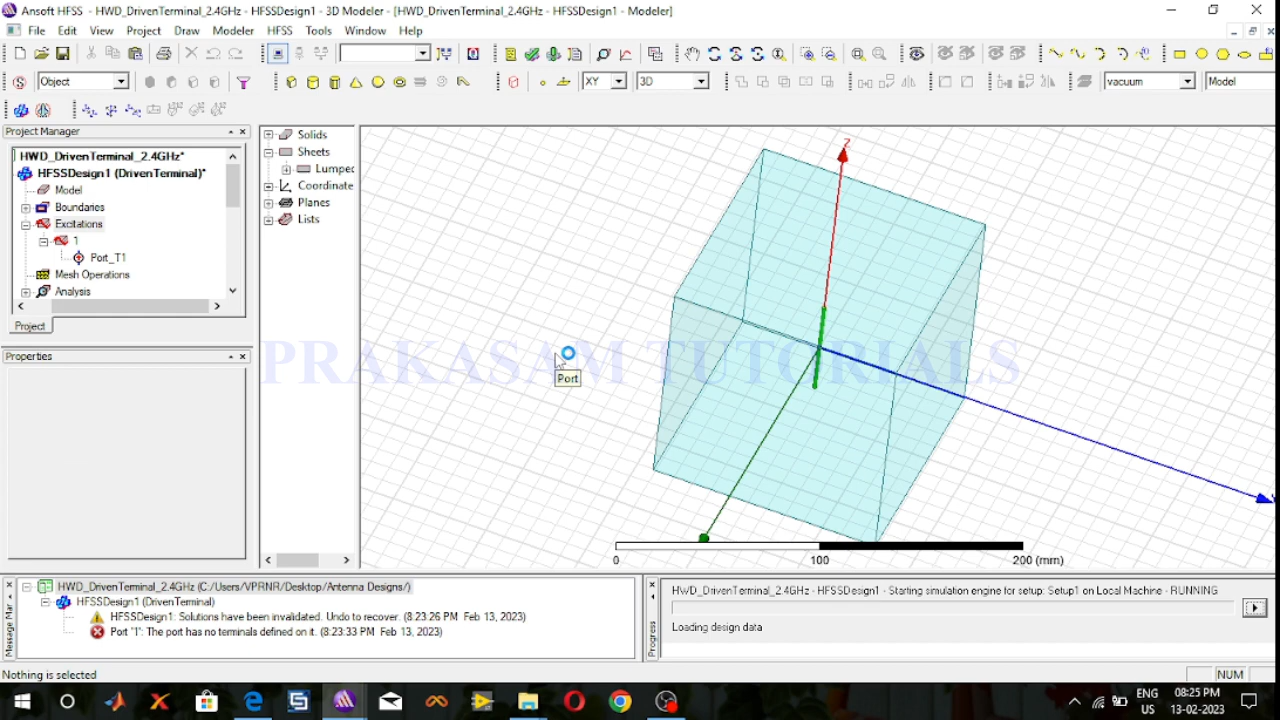 Ansoft HFSS - HWD_DrivenTerminal_2.4GHz - HFSSDesign1 - 3D Modeler - [HWD_DrivenTerminal_2.4GHz - HFSSDesign1 - Modeler]
File Edit View Project Draw Modeler HFSS Tools Window Help
Object XY 3D vacuum Model
Project Manager
HWD_DrivenTerminal_2.4GHz*
HFSSDesign1 (DrivenTerminal)*
Model
Boundaries
Excitations
1
Port_T1
Mesh Operations
Analysis
Project
Properties
Solids
Sheets
Lumpec
Coordinate
Planes
Lists
Z
PRAKASAM TUTORIALS
Port
0 100 200 (mm)
Message Mar
HWD_DrivenTerminal_2.4GHz (C:/Users/VPRNR/Desktop/Antenna Designs/)
HFSSDesign1 (DrivenTerminal)
HFSSDesign1: Solutions have been invalidated. Undo to recover. (8:23:26 PM Feb 13, 2023)
Port "1": The port has no terminals defined on it. (8:23:33 PM Feb 13, 2023)
Progress
HWD_DrivenTerminal_2.4GHz - HFSSDesign1 - Starting simulation engine for setup: Setup1 on Local Machine - RUNNING
Loading design data
Nothing is selected
NUM
ENG
US
08:25 PM
13-02-2023